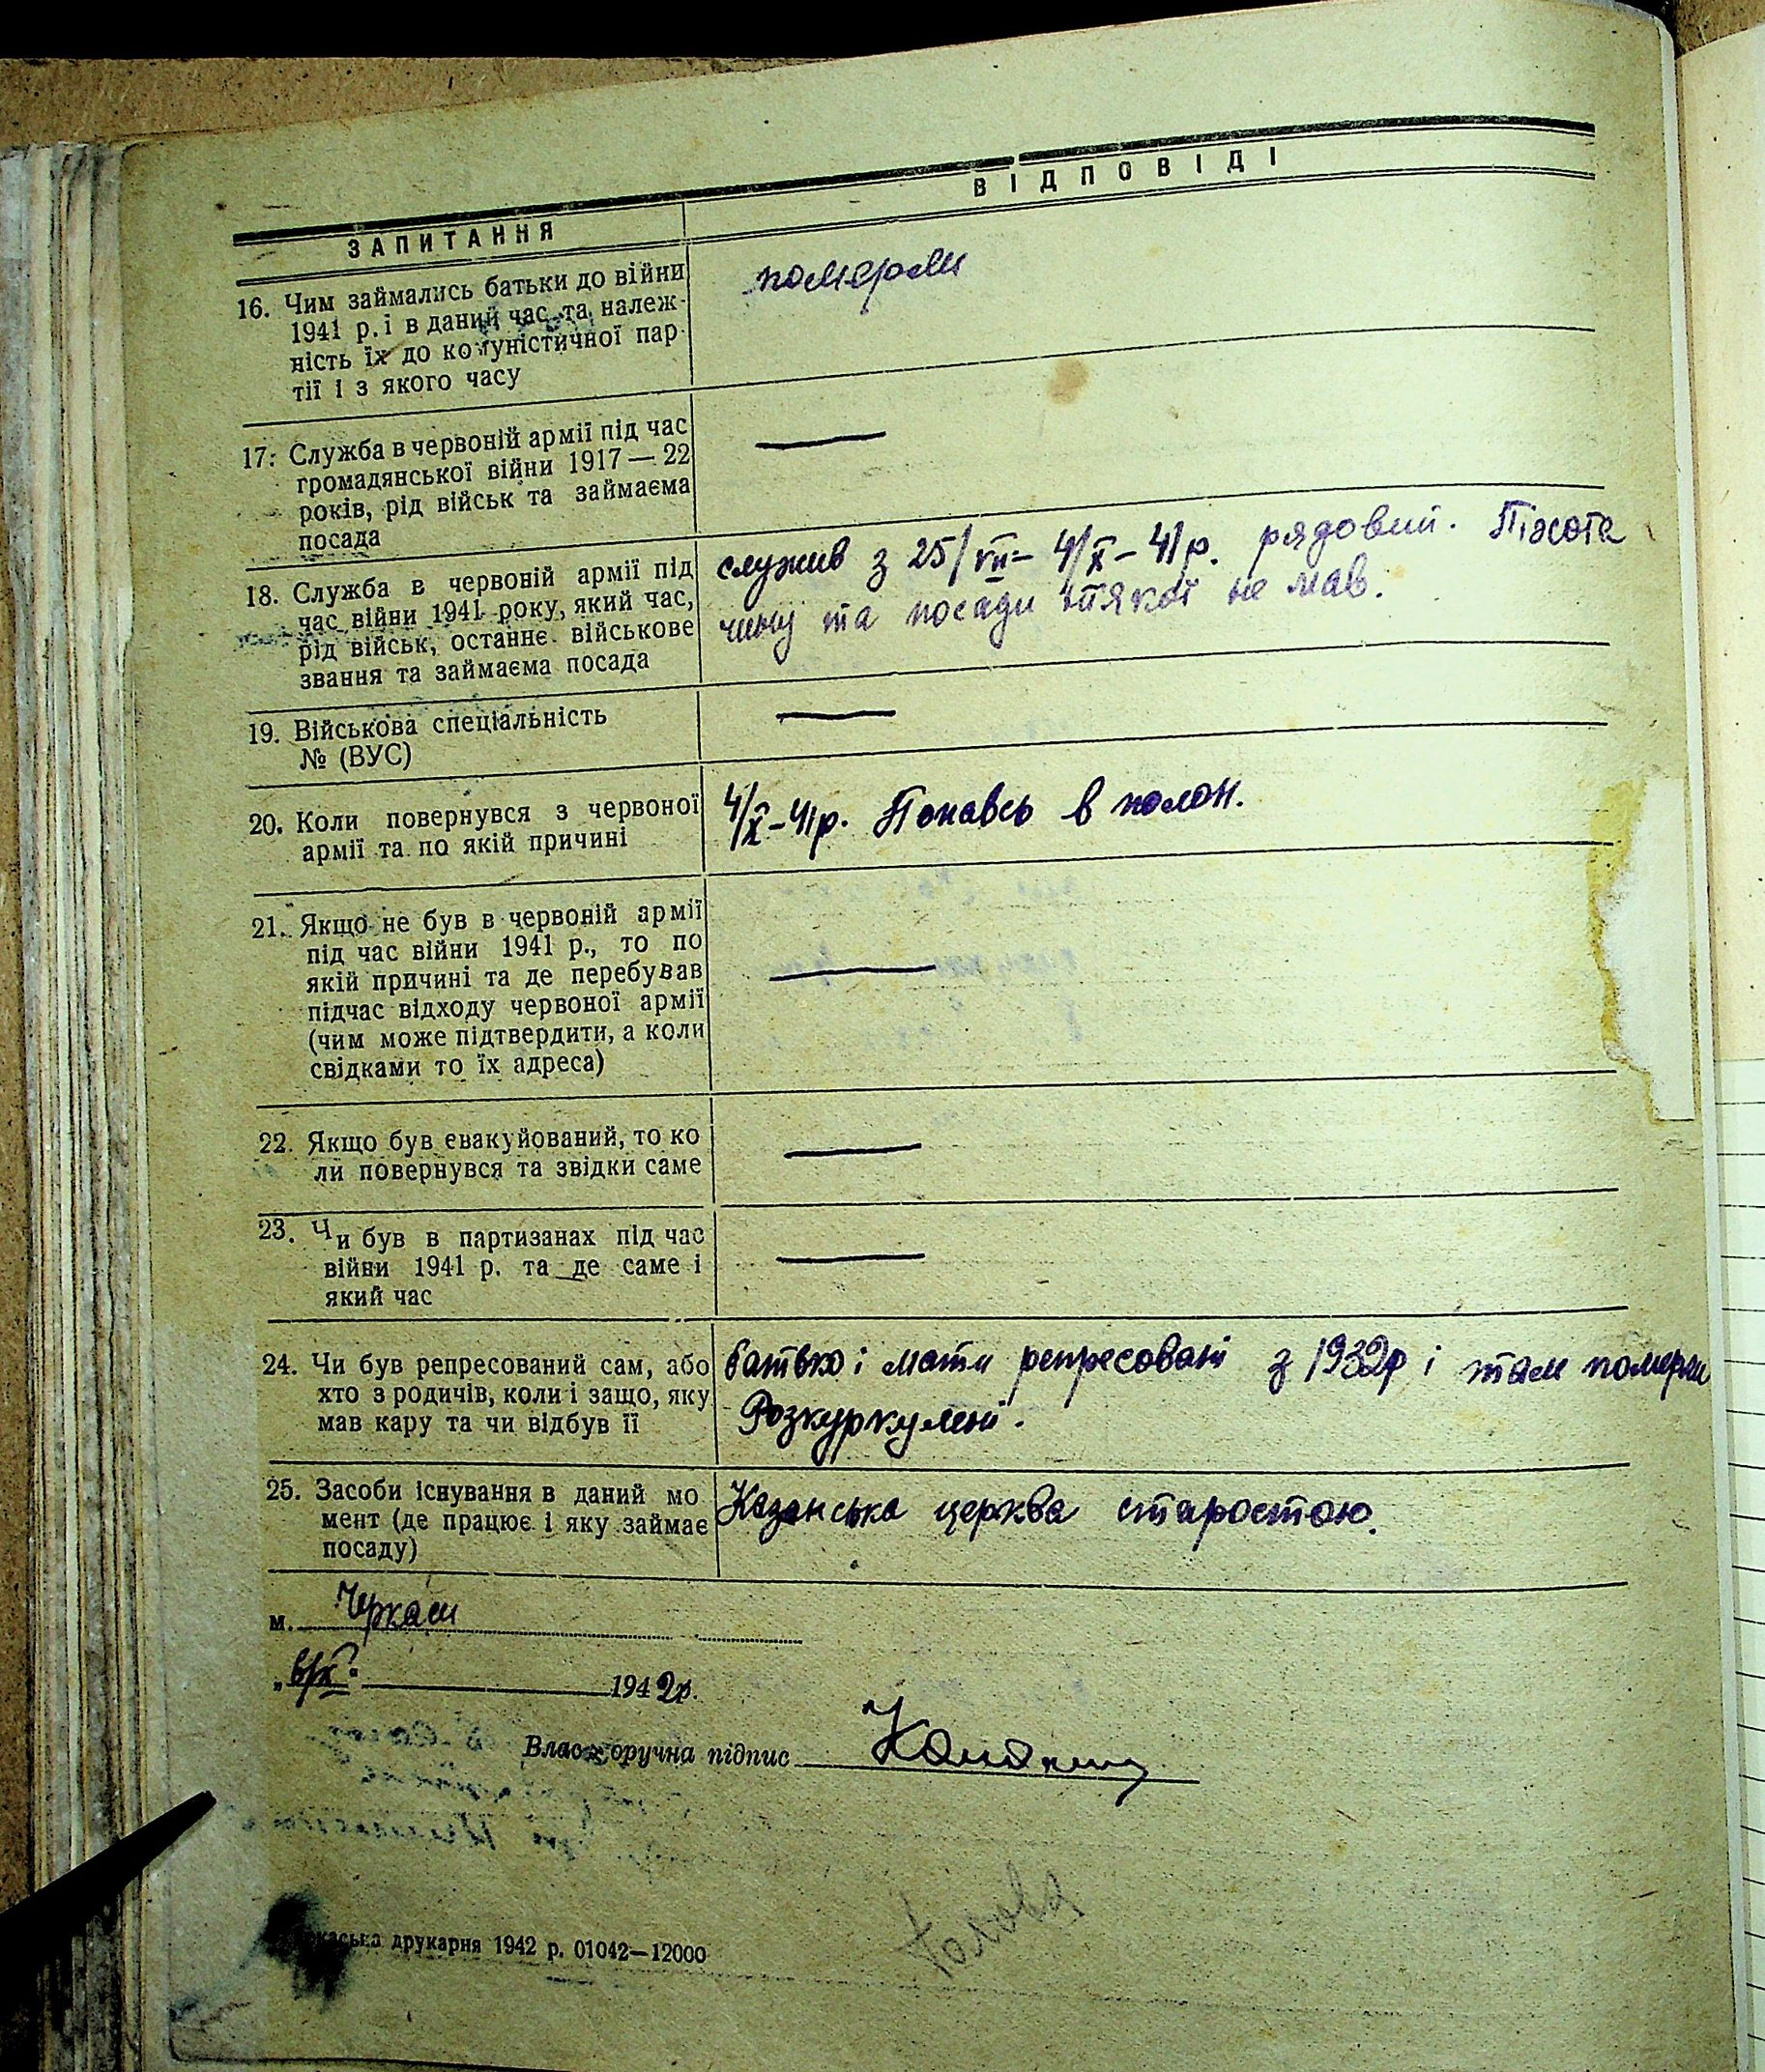 ЗАПИТАННЯ
ВІДПОВІДІ
16. Чим займались батьки до війни
1941 р. і в даний час та належ-
ність їх до комуністичної пар-
тії і з якого часу
померли
17. Служба в червоній армії під час
громадянської війни 1917 — 22
років, рід військ та займаєма
посада
—
18. Служба в червоній армії під
час війни 1941 року, який час,
рід військ, останнє військове
звання та займаєма посада
служив з 25/VII – 4/X – 41 р. рядовий. Піхота
чину та посади ніякої не мав.
19. Військова спеціальність
№ (ВУС)
—
20. Коли повернувся з червоної
армії та по якій причині
4/X – 41 р. Попавсь в полон.
21. Якщо не був в червоній армії
під час війни 1941 р., то по
якій причині та де перебував
підчас відходу червоної армії
(чим може підтвердити, а коли
свідками то їх адреса)
—
22. Якщо був евакуйований, то ко
ли повернувся та звідки саме
—
23. Чи був в партизанах під час
війни 1941 р. та де саме і
який час
—
24. Чи був репресований сам, або
хто з родичів, коли і защо, яку
мав кару та чи відбув її
батько і мати репресовані з 1932р і там померли
Розкуркулені.
25. Засоби існування в даний мо
мент (де працює і яку займає
посаду)
Казанська церква старостою.
м. Черкаси
1942р.
Власноручна підпис
каська друкарня 1942 р. 01042—12000
Голова